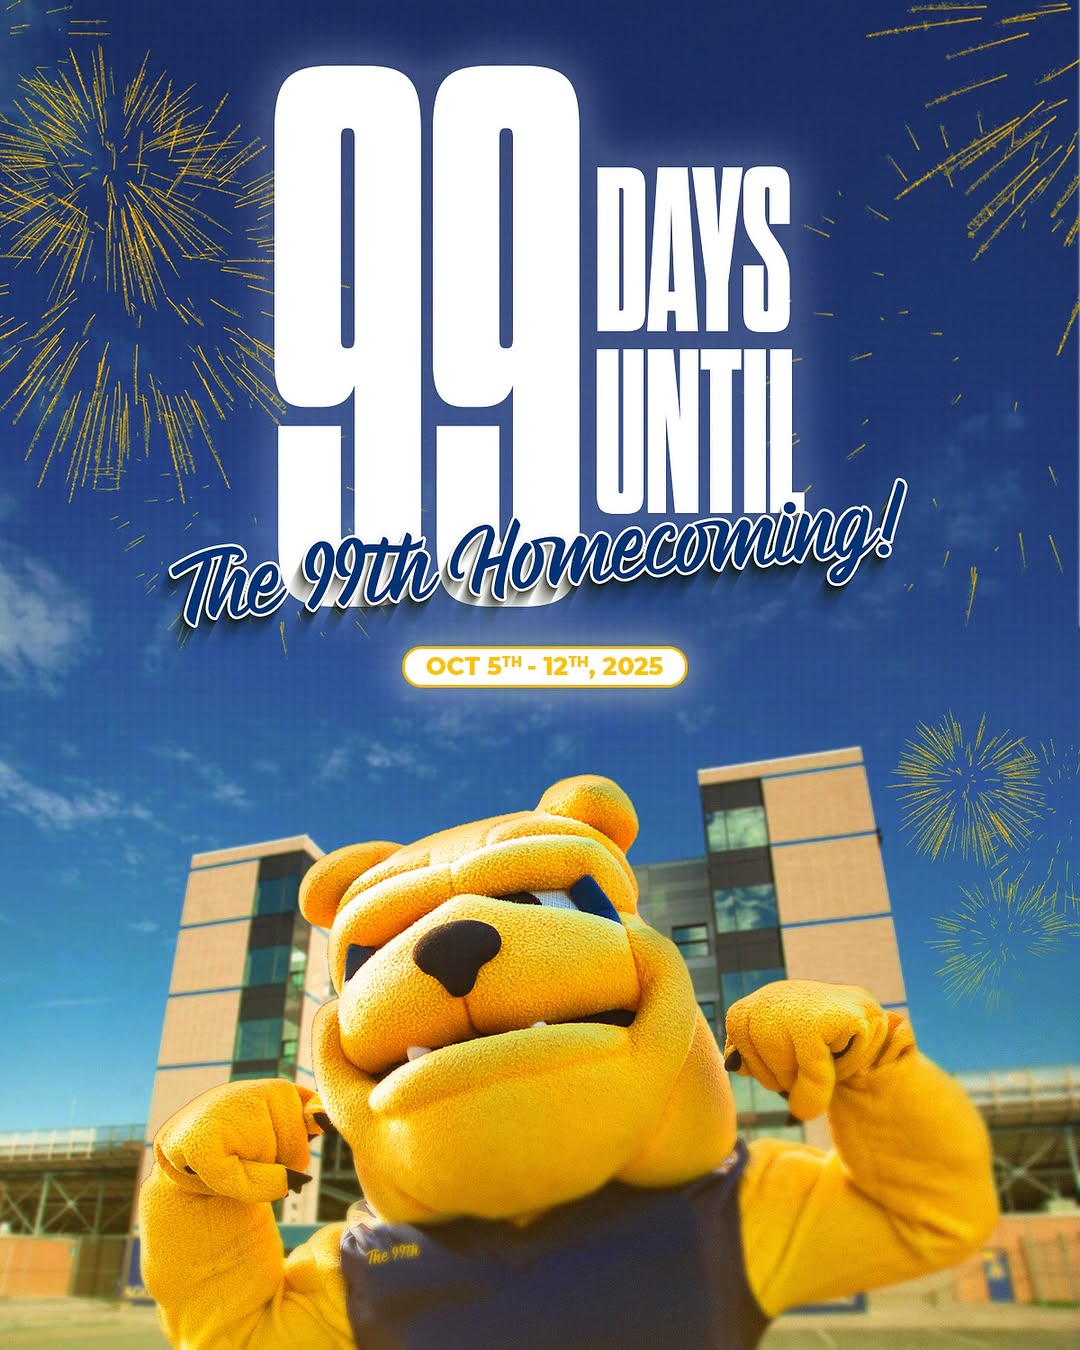 99
DAYS
UNTIL
The 99th Homecoming!
OCT 5TH - 12TH, 2025
The 99th